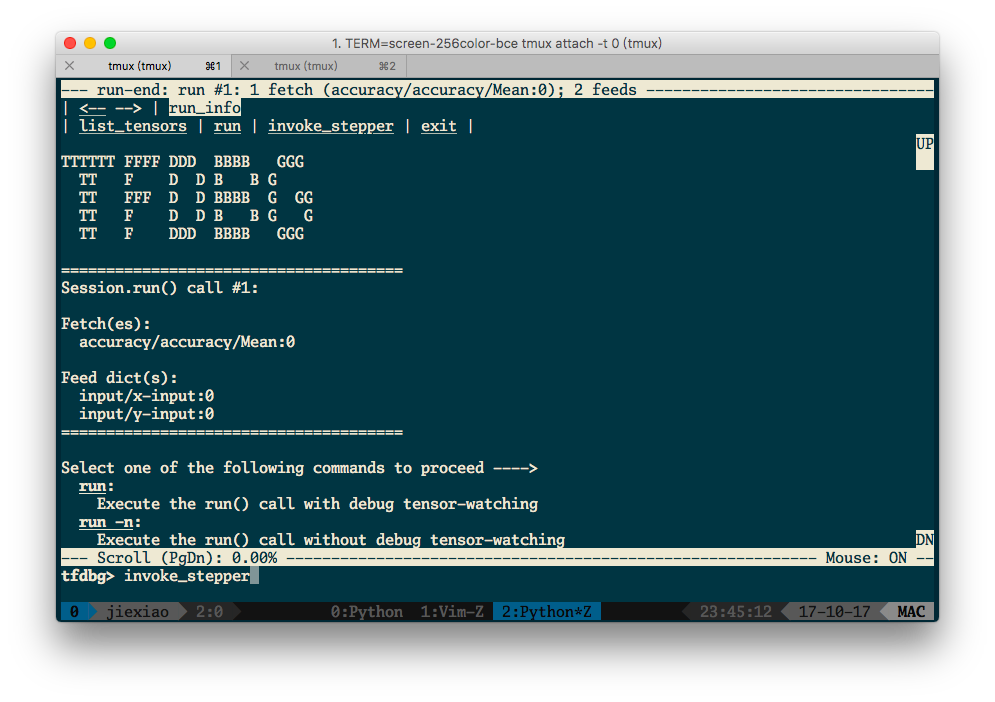 1. TERM=screen-256color-bce tmux attach -t 0 (tmux)
tmux (tmux) ⌘1 tmux (tmux) ⌘2
--- run-end: run #1: 1 fetch (accuracy/accuracy/Mean:0); 2 feeds --------------------------------
| <-- --> | run_info
| list_tensors | run | invoke_stepper | exit |
UP
TTTTTT FFFF DDD  BBBB   GGG
  TT   F    D  D B   B G
  TT   FFF  D  D BBBB  G  GG
  TT   F    D  D B   B G   G
  TT   F    DDD  BBBB   GGG
======================================
Session.run() call #1:
Fetch(es):
  accuracy/accuracy/Mean:0
Feed dict(s):
  input/x-input:0
  input/y-input:0
======================================
Select one of the following commands to proceed ---->
  run:
    Execute the run() call with debug tensor-watching
  run -n:
    Execute the run() call without debug tensor-watching
DN
--- Scroll (PgDn): 0.00% ----------------------------------------------------------- Mouse: ON --
tfdbg> invoke_stepper
0 jiexiao 2:0 0:Python 1:Vim-Z 2:Python*Z 23:45:12 17-10-17 MAC